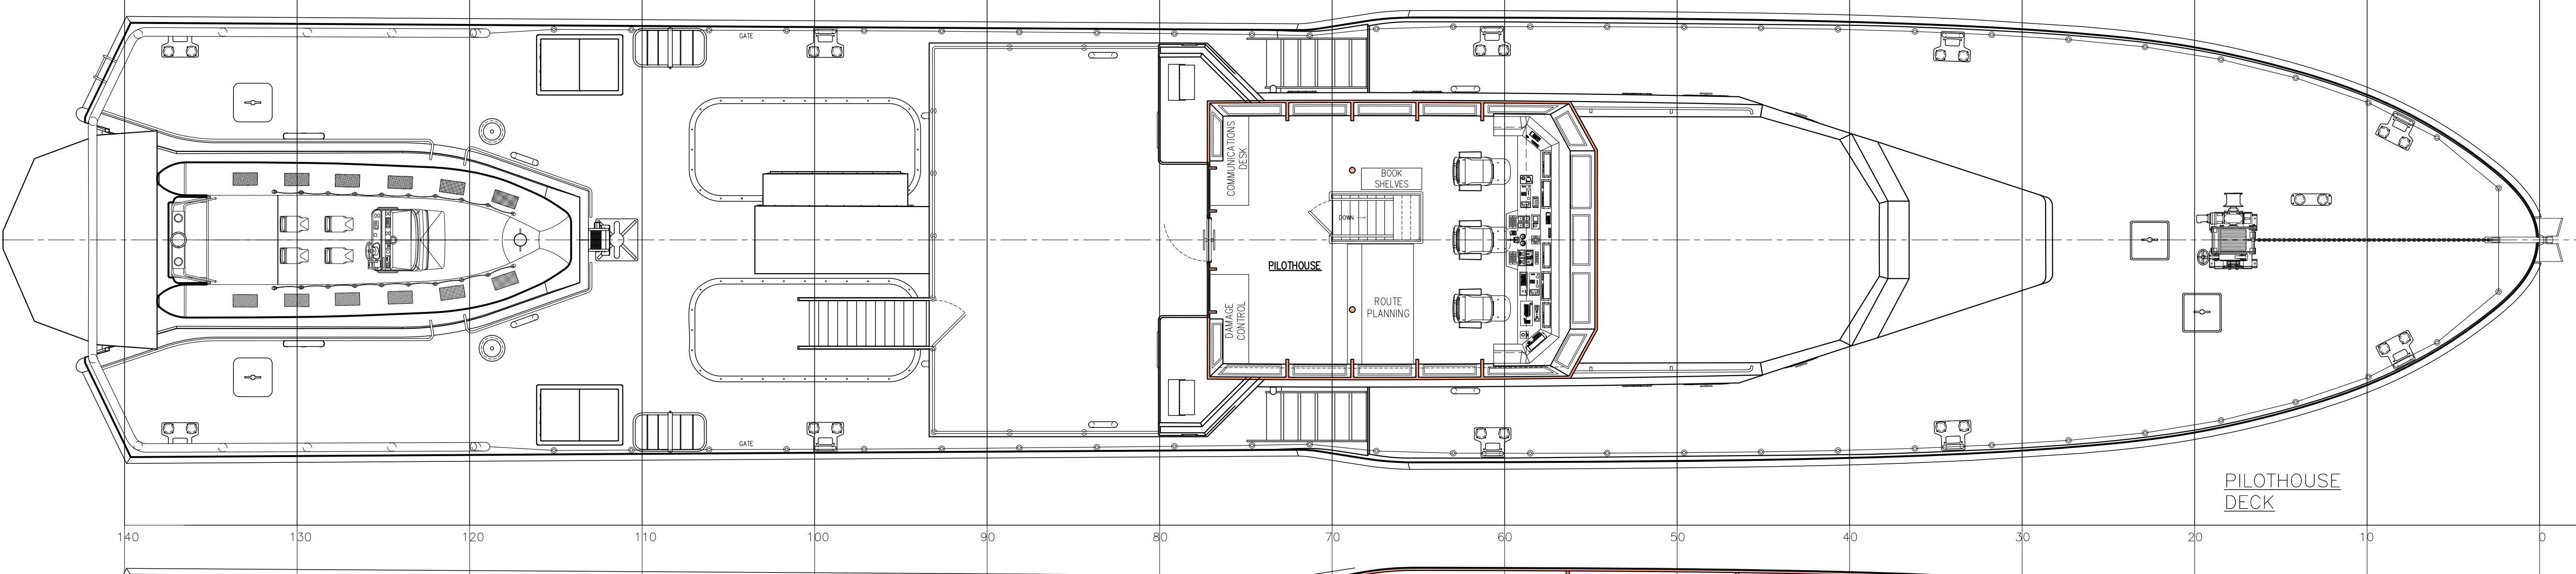 GATE
COMMUNICATIONS
DESK
BOOK
SHELVES
DOWN
PILOTHOUSE
DAMAGE
CONTROL
ROUTE
PLANNING
GATE
PILOTHOUSE
DECK
140 130 120 110 100 90 80 70 60 50 40 30 20 10 0